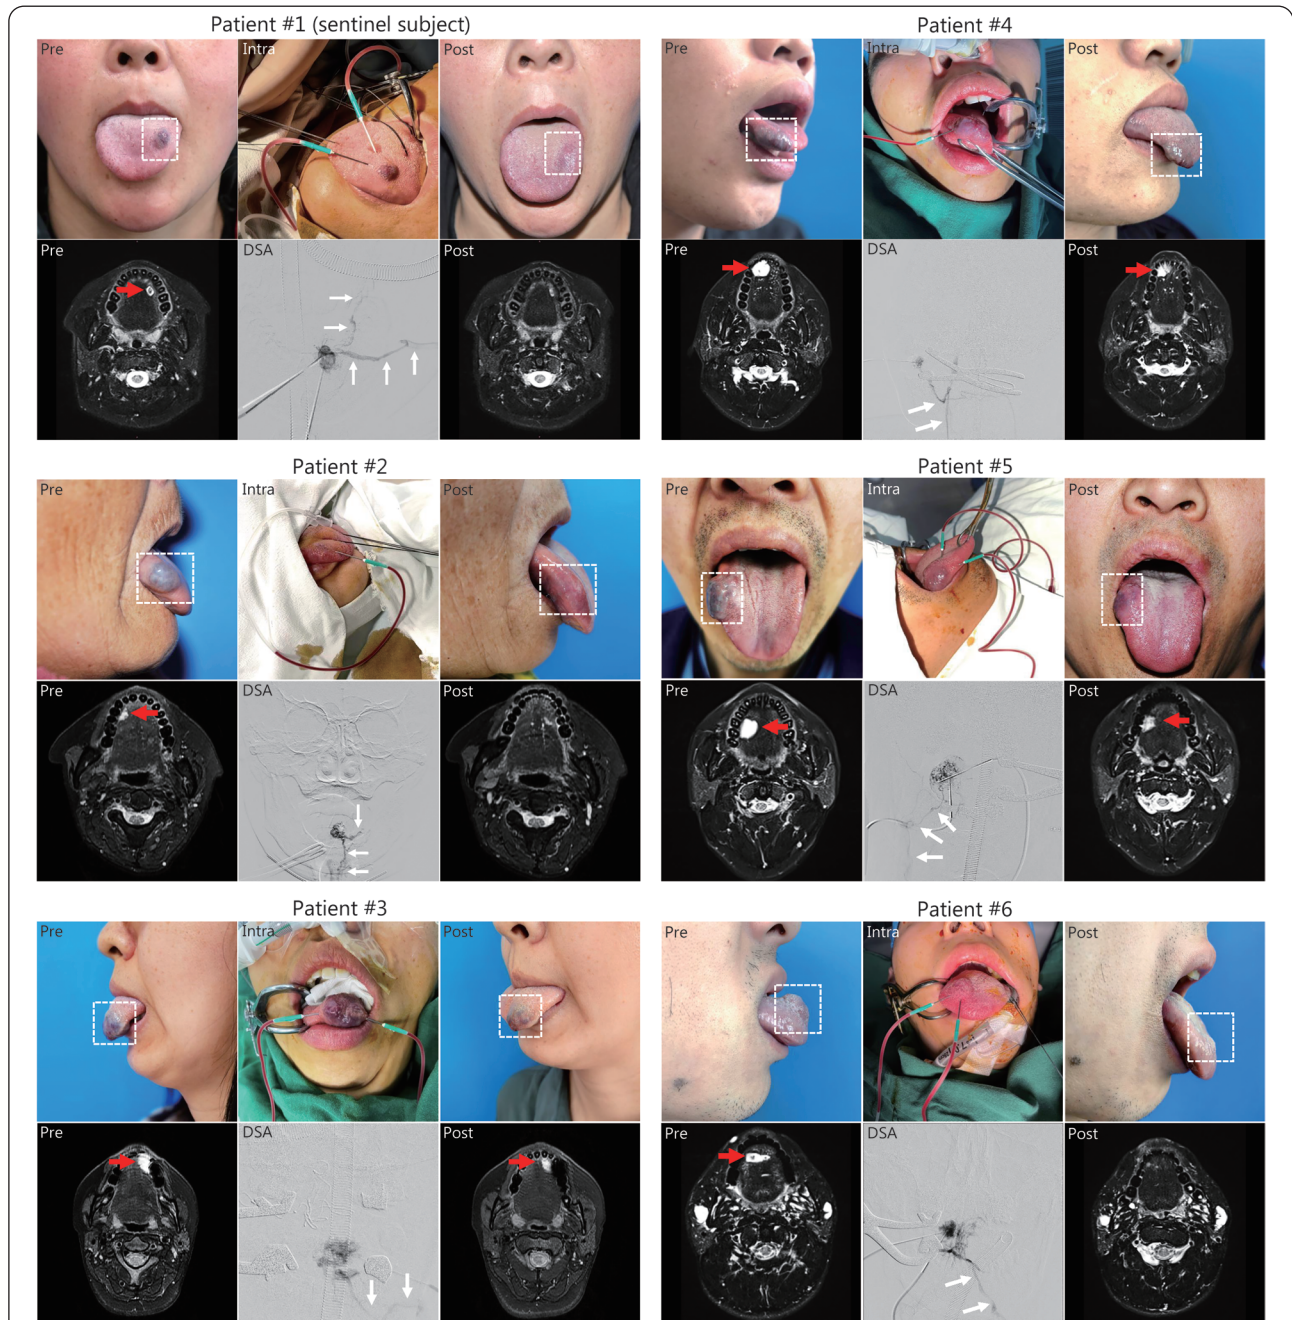 Patient #1 (sentinel subject)
Pre
Intra
Post
Pre
DSA
Post
Patient #4
Pre
Intra
Post
Pre
DSA
Post
Patient #2
Pre
Intra
Post
Pre
DSA
Post
Patient #5
Pre
Intra
Post
Pre
DSA
Post
Patient #3
Pre
Intra
Post
Pre
DSA
Post
Patient #6
Pre
Intra
Post
Pre
DSA
Post